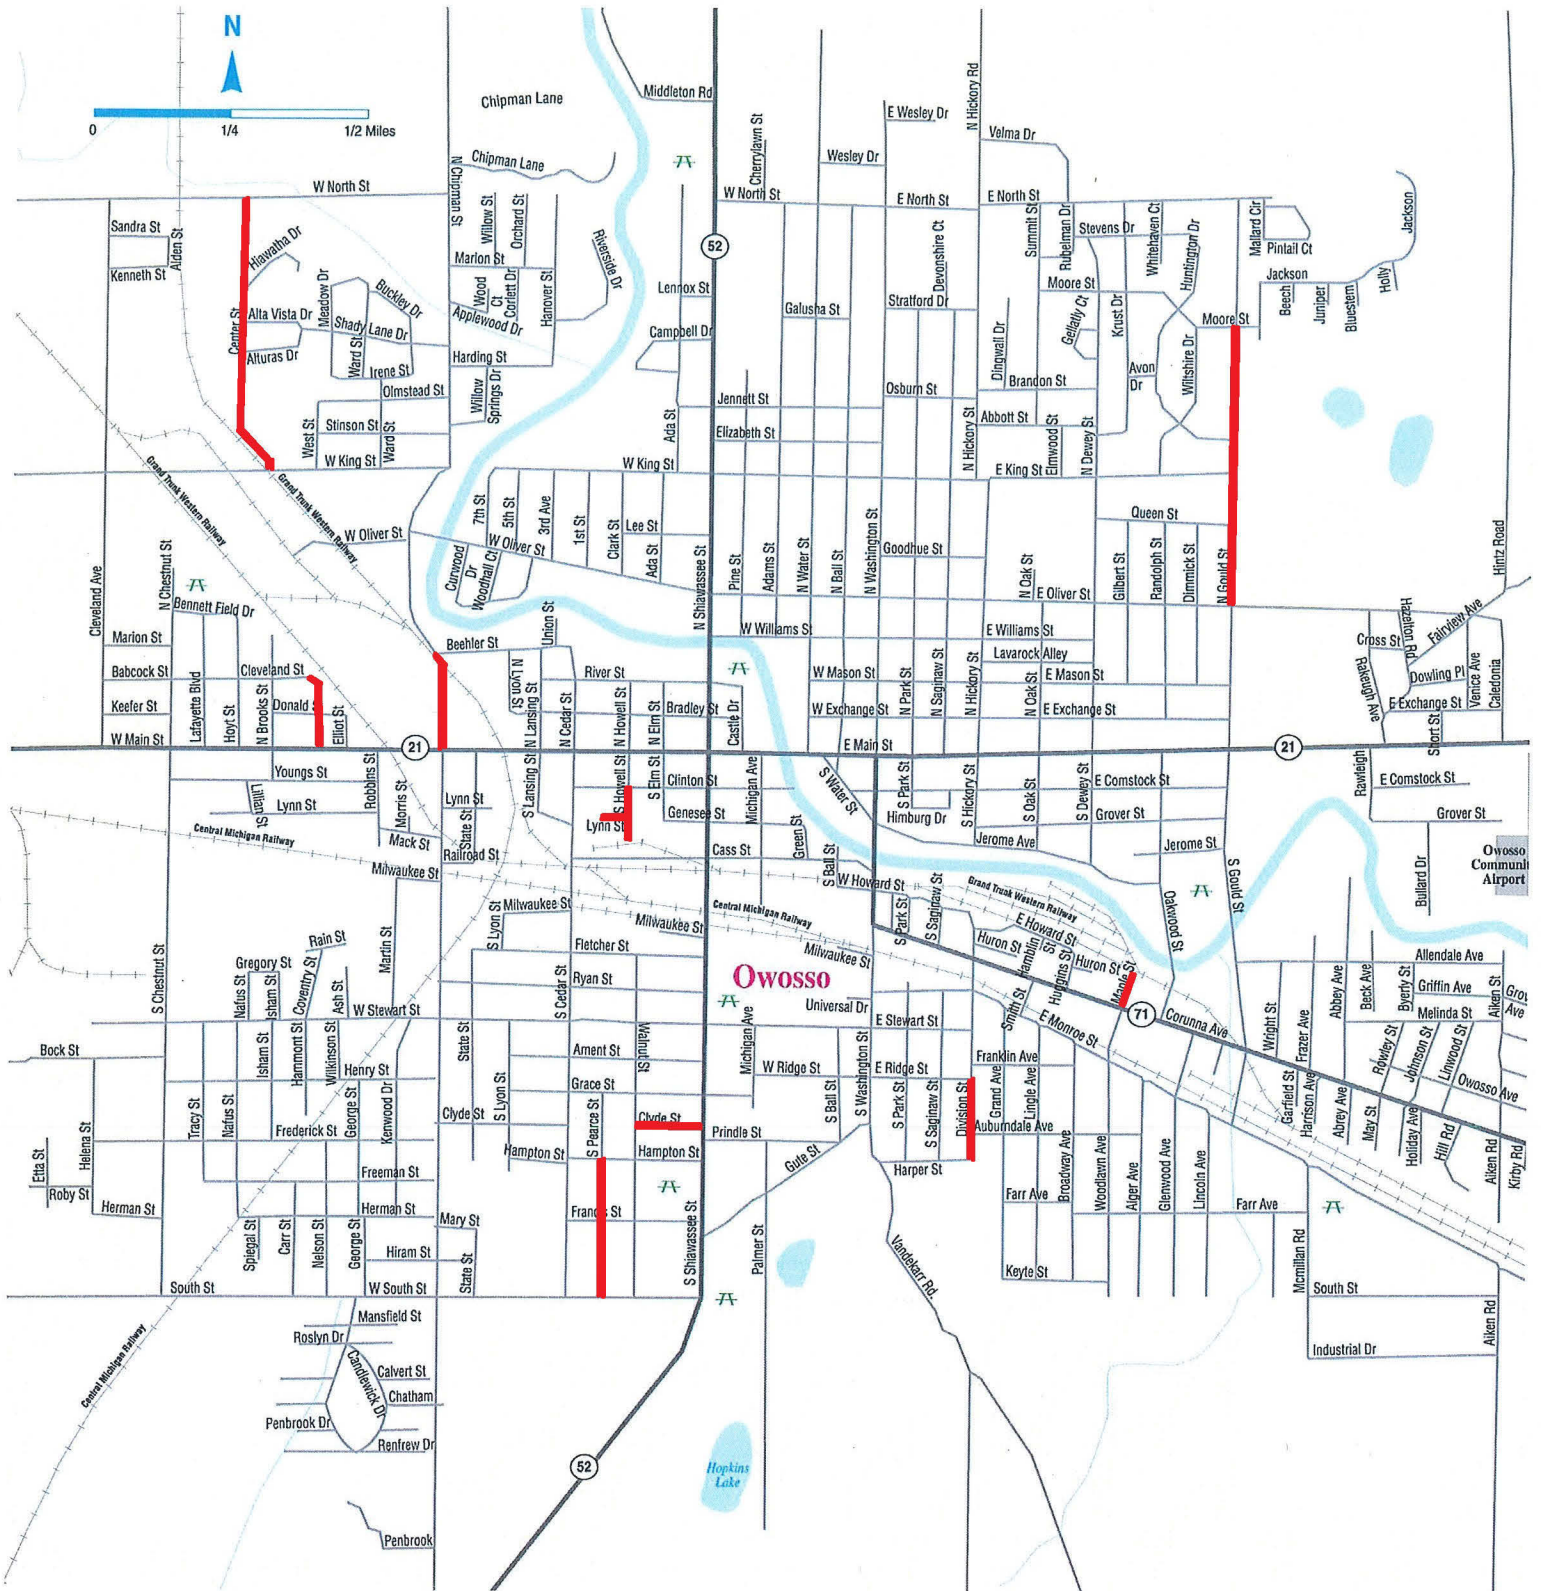 N
0
1/4
1/2 Miles
Chipman Lane
Middleton Rd
N Hickory Rd
E Wesley Dr
Velma Dr
Cherrylawn St
Wesley Dr
Chipman Lane
N Chipman St
W North St
W North St
E North St
E North St
Sandra St
Alden St
Kenneth St
Hiawatha Dr
Willow St
Orchard St
Marion St
Riverside Dr
52
Devonshire Ct
Summit St
Rubelman Dr
Stevens Dr
Whitehaven Ct
Huntington Dr
Mallard Cir
Pintail Ct
Jackson
Jackson
Beech
Juniper
Bluestem
Holly
Center St
Meadow Dr
Buckley Dr
Wood Ct
Corlett Dr
Hanover St
Applewood Dr
Lennox St
Galusha St
Stratford Dr
Moore St
Gellatly Ct
Krust Dr
Moore St
Alta Vista Dr
Shady Lane Dr
Alturas Dr
Ward St
Irene St
Harding St
Campbell Dr
Dingwall Dr
Avon Dr
Wiltshire Dr
Brandon St
Olmstead St
Willow Springs Dr
Jennett St
Osburn St
Abbott St
West St
Stinson St
Ward St
Ada St
Elizabeth St
N Hickory St
Elmwood St
N Dewey St
W King St
W King St
E King St
Cleveland Ave
Grand Trunk Western Railway
Grand Trunk Western Railway
W Oliver St
7th St
5th St
3rd Ave
1st St
Clark St
Lee St
Ada St
W Oliver St
Curwood Dr
Woodhall Ct
N Shiawassee St
Pine St
Adams St
N Water St
N Ball St
N Washington St
Goodhue St
N Oak St
E Oliver St
Queen St
Gilbert St
Randolph St
Dimmick St
N Gould St
Hintz Road
N Chestnut St
Bennett Field Dr
Marion St
Babcock St
Cleveland St
Keefer St
Lafayette Blvd
Hoyt St
N Brooks St
Donald S
Elliot St
W Main St
21
Beehler St
Union St
N Lyon St
N Lansing St
N Cedar St
River St
N Howell St
N Elm St
Bradley St
Castle Dr
W Williams St
E Williams St
Lavarock Alley
W Mason St
E Mason St
N Park St
N Saginaw St
N Hickory St
N Oak St
W Exchange St
E Exchange St
E Main St
21
Cross St
Hazelton Rd
Fairview Ave
Dowling Pl
Venice Ave
Caledonia
E Exchange St
Short St
Youngs St
Lillian St
Lynn St
Robbins St
Morris St
Mack St
Lynn St
State St
Railroad St
S Lansing St
S Howell St
Lynn St
S Elm St
Clinton St
Genesee St
Michigan Ave
Green St
Cass St
S Water St
S Park St
Himburg Dr
S Hickory St
Jerome Ave
S Oak St
S Dewey St
E Comstock St
Grover St
Jerome St
S Gould St
Rawleigh
E Comstock St
Grover St
Bullard Dr
Owosso
Communit
Airport
Central Michigan Railway
Milwaukee St
S Ball St
W Howard St
S Park St
S Saginaw St
Grand Trunk Western Railway
E Howard St
Oakwood St
Milwaukee St
S Lyon St
Milwaukee St
Central Michigan Railway
Milwaukee St
Huron St
Hamblin St
Huggins St
Huron St
S Chestnut St
Rain St
Gregory St
Nafus St
Isham St
Coventry St
Ash St
Martin St
W Stewart St
Fletcher St
S Cedar St
Ryan St
Owosso
Universal Dr
E Stewart St
Smith St
E Monroe St
71
Corunna Ave
Allendale Ave
Wright St
Frazer Ave
Abbey Ave
Beck Ave
Byerly St
Griffin Ave
Aiken St
Melinda St
Bock St
Isham St
Hammont St
Wilkinson St
Henry St
State St
Ament St
Walnut St
Grace St
Michigan Ave
W Ridge St
E Ridge St
S Washington St
Franklin Ave
Grand Ave
Lingle Ave
Rowley St
Johnson St
Linwood St
Owosso Ave
Tracy St
Nafus St
Frederick St
George St
Kenwood Dr
Clyde St
S Lyon St
S Pearce St
Clyde St
Hampton St
Hampton St
Prindle St
Gute St
S Ball St
S Park St
S Saginaw St
Division St
Auburndale Ave
Harper St
Garfield St
Harrison Ave
Abrey Ave
May St
Holiday Ave
Hill Rd
Aiken Rd
Kirby Rd
Etta St
Helena St
Roby St
Herman St
Freeman St
Herman St
Spiegal St
Carr St
Nelson St
George St
Hiram St
Mary St
State St
Francis St
S Shiawassee St
Palmer St
Vandekarr Rd.
Farr Ave
Broadway Ave
Woodlawn Ave
Alger Ave
Glenwood Ave
Lincoln Ave
Farr Ave
Mcmillan Rd
Keyte St
South St
W South St
South St
Mansfield St
Roslyn Dr
Candlewick Dr
Calvert St
Chatham
Penbrook Dr
Renfrew Dr
Central Michigan Railway
Industrial Dr
Aiken Rd
52
Hopkins
Lake
Penbrook